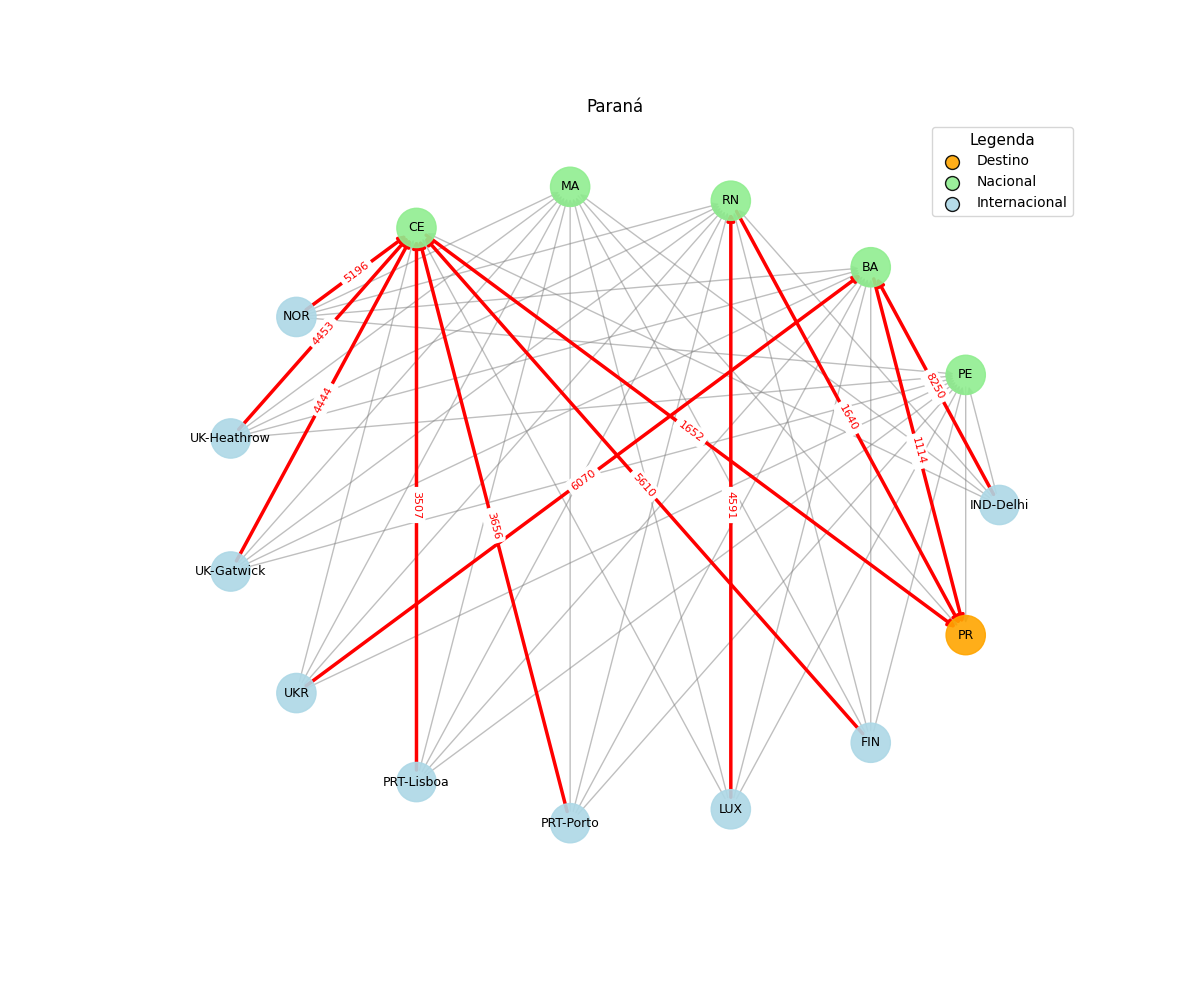 Paraná
Legenda
Destino
Nacional
Internacional
MA
RN
CE
BA
5196
NOR
4453
PE
8250
4444
1640
1652
UK-Heathrow
1114
6070
5610
3507
4591
IND-Delhi
3656
UK-Gatwick
PR
UKR
FIN
PRT-Lisboa
LUX
PRT-Porto